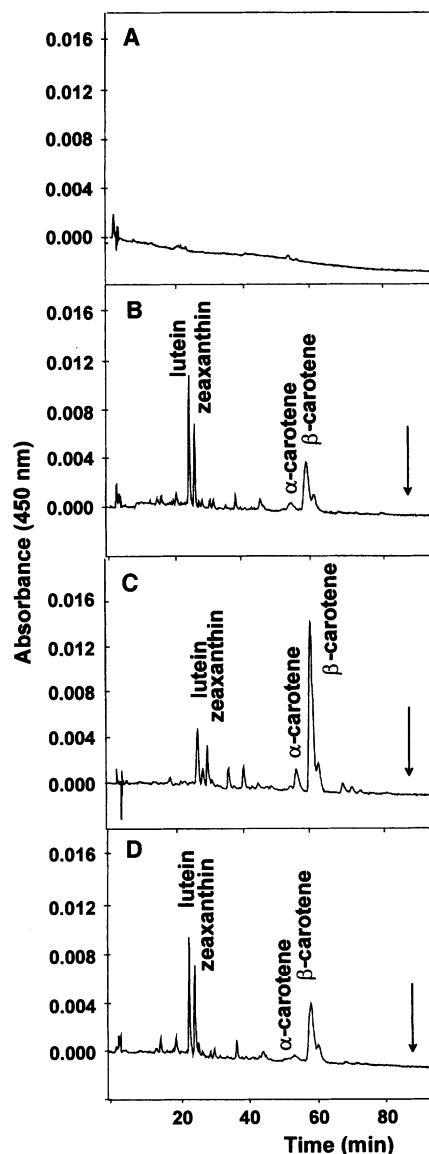 Absorbance (450 nm)
A
0.016
0.012
0.008
0.004
0.000
B
0.016
0.012
0.008
0.004
0.000
lutein
zeaxanthin
α-carotene
β-carotene
C
0.016
0.012
0.008
0.004
0.000
lutein
zeaxanthin
α-carotene
β-carotene
D
0.016
0.012
0.008
0.004
0.000
lutein
zeaxanthin
α-carotene
β-carotene
20 40 60 80
Time (min)